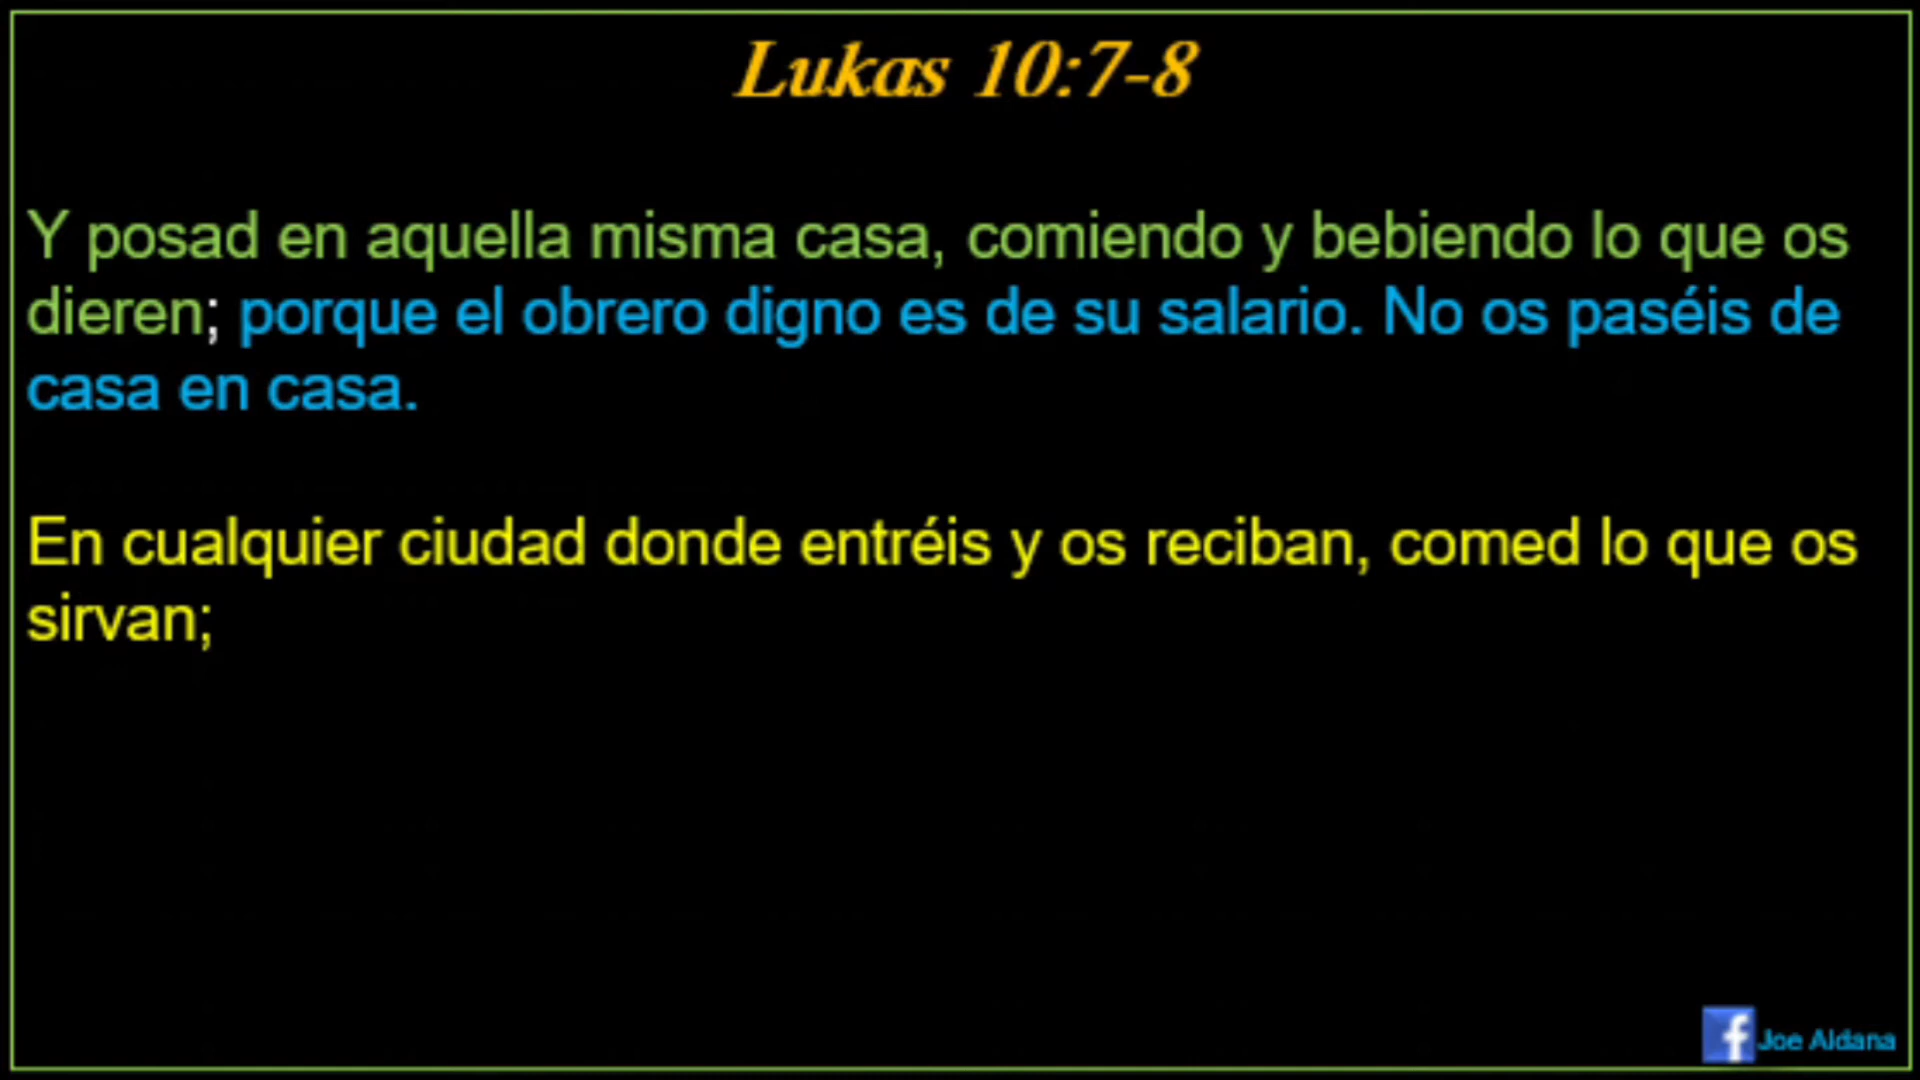 Lukas 10:7-8
Y posad en aquella misma casa, comiendo y bebiendo lo que os
dieren; porque el obrero digno es de su salario. No os paséis de
casa en casa.
En cualquier ciudad donde entréis y os reciban, comed lo que os
sirvan;
Joe Aldana